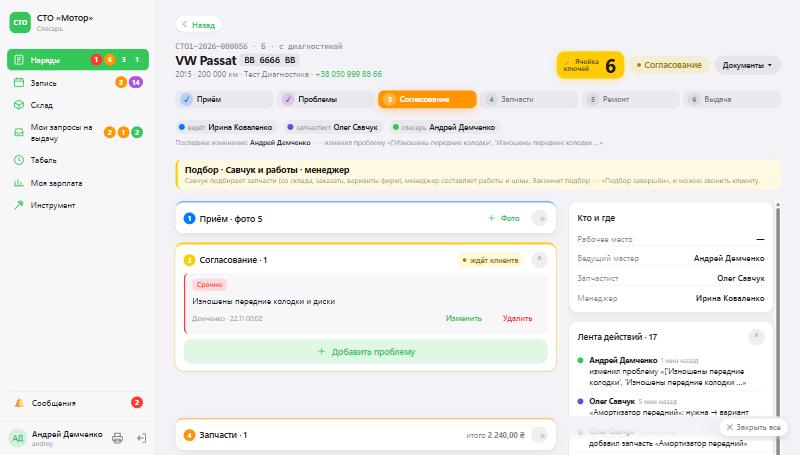 СТО
СТО «Мотор»
Слесарь
Наряды 1 6 3 1
Запись 2 14
Склад
Мои запросы на выдачу 2 1 2
Табель
Моя зарплата
Инструмент
Сообщения 2
АД Андрей Демченко
andrey
Назад
СТО1-2026-000056 · Б · с диагностикой
VW Passat ВВ 6666 ВВ
2015 · 200 000 км · Тест Диагностика · +38 050 999 88 66
Ячейка ключей 6
Согласование
Документы
Приём
Проблемы
3 Согласование
4 Запчасти
5 Ремонт
6 Выдача
ведёт Ирина Коваленко
запчастист Олег Савчук
слесарь Андрей Демченко
Последнее изменение: Андрей Демченко — изменил проблему «['Изношены передние колодки', 'Изношены передние колодки ...»
Подбор · Савчук и работы · менеджер
Савчук подбирает запчасти (со склада, заказать, варианты фирм), менеджер составляет работы и цены. Закончит подбор — «Подбор завершён», и можно звонить клиенту.
1 Приём · фото 5
+ Фото
3 Согласование · 1
ждёт клиента
Срочно
Изношены передние колодки и диски
Демченко · 22.11 00:02
Изменить
Удалить
+ Добавить проблему
4 Запчасти · 1
итого 2 240,00 ₴
Кто и где
Рабочее место —
Ведущий мастер Андрей Демченко
Запчастист Олег Савчук
Менеджер Ирина Коваленко
Лента действий · 17
Андрей Демченко 1 мин назад
изменил проблему «['Изношены передние
колодки', 'Изношены передние колодки ...»
Олег Савчук 5 мин назад
«Амортизатор передний»: нужна → вариант
добавил запчасть «Амортизатор передний»
× Закрыть все